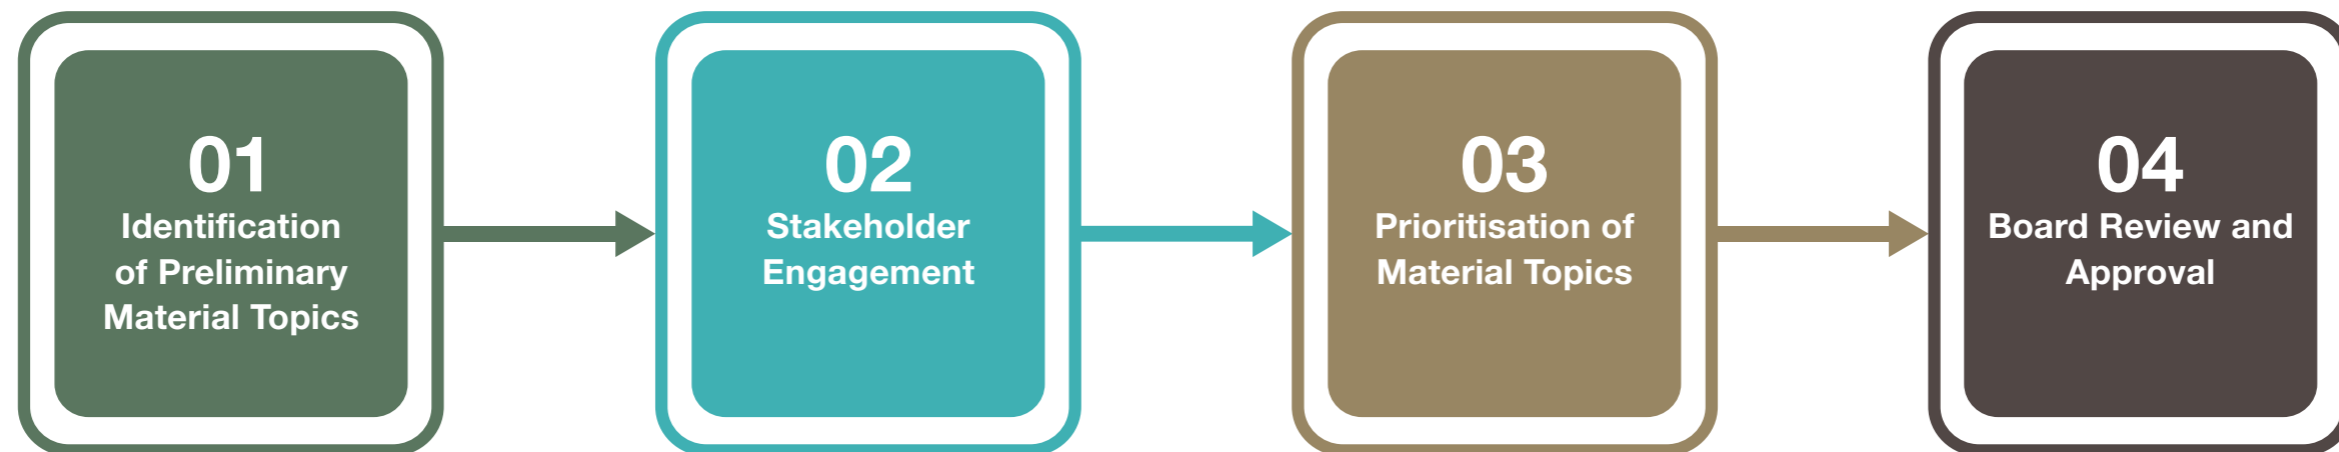 01
Identification
of Preliminary
Material Topics
02
Stakeholder
Engagement
03
Prioritisation of
Material Topics
04
Board Review and
Approval